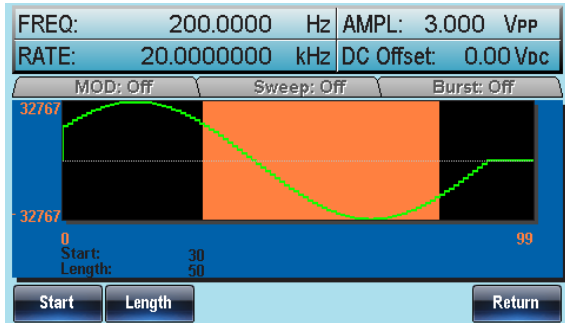 FREQ: 200.0000 Hz AMPL: 3.000 VPP
RATE: 20.0000000 kHz DC Offset: 0.00 VDC
MOD: Off Sweep: Off Burst: Off
32767
- 32767
0 99
Start: 30
Length: 50
Start Length Return